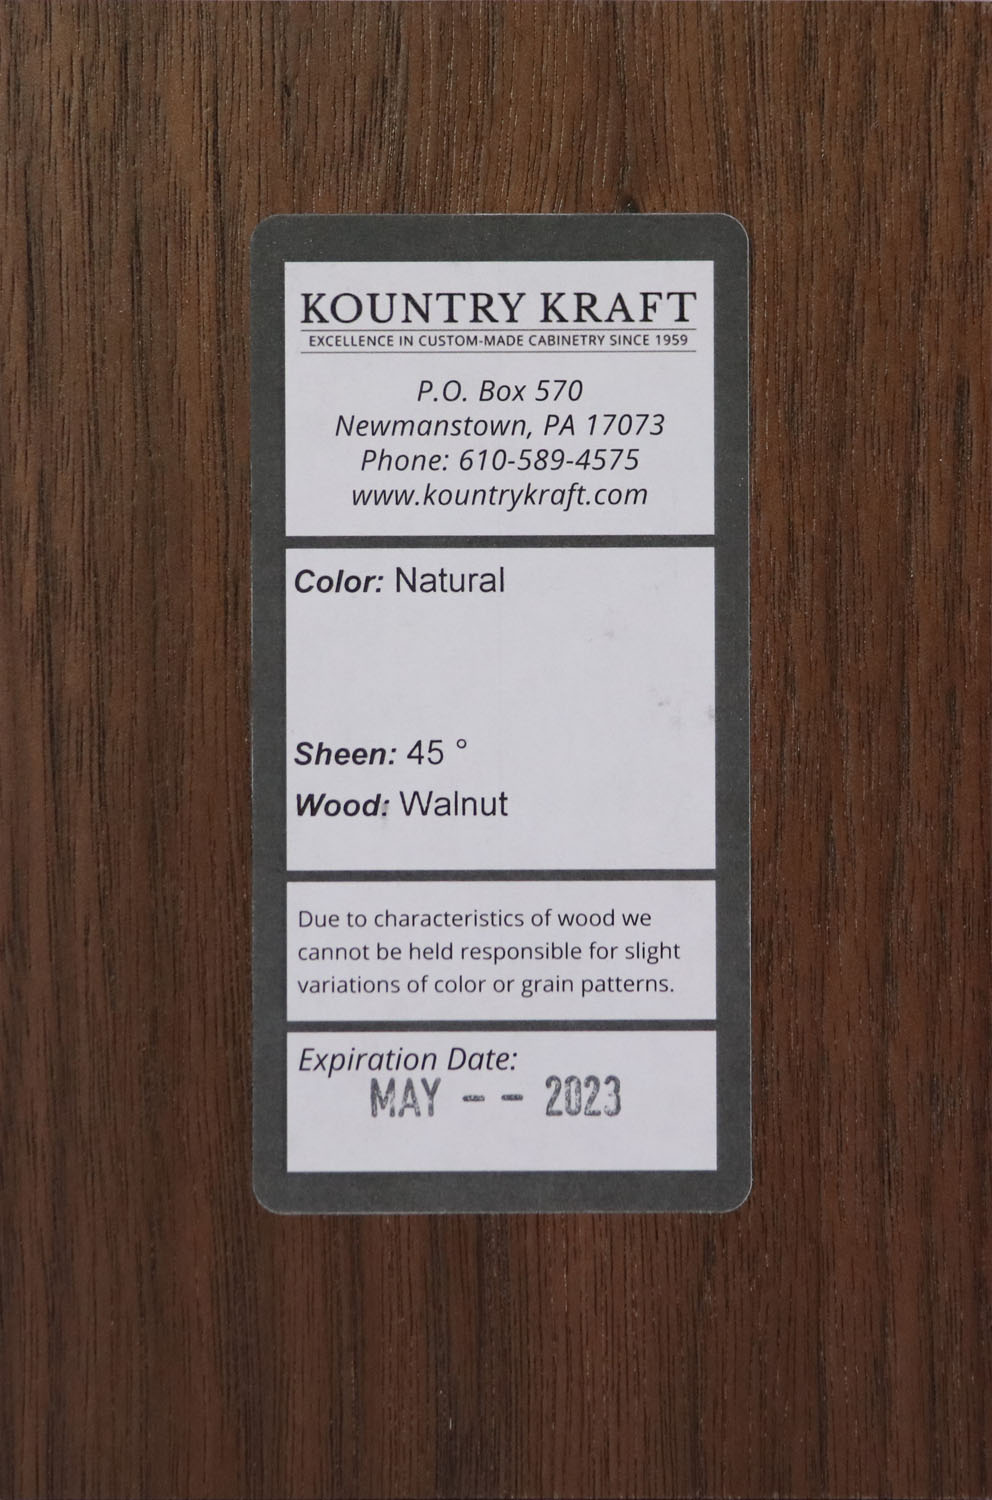 KOUNTRY KRAFT
EXCELLENCE IN CUSTOM-MADE CABINETRY SINCE 1959
P.O. Box 570
Newmanstown, PA 17073
Phone: 610-589-4575
www.kountrykraft.com
Color: Natural
Sheen: 45 °
Wood: Walnut
Due to characteristics of wood we
cannot be held responsible for slight
variations of color or grain patterns.
Expiration Date:
MAY -- 2023